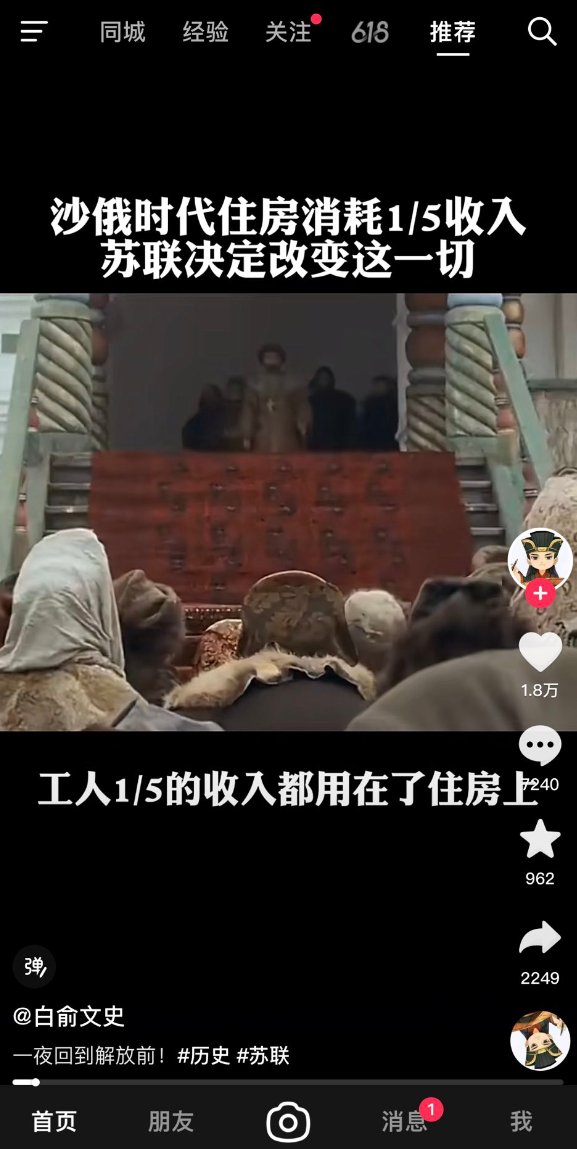 同城 经验 关注 618 推荐
沙俄时代住房消耗1/5收入
苏联决定改变这一切
1.8万
7240
工人1/5的收入都用在了住房上
962
弹
2249
@白俞文史
一夜回到解放前！#历史 #苏联
首页 朋友 消息 1 我